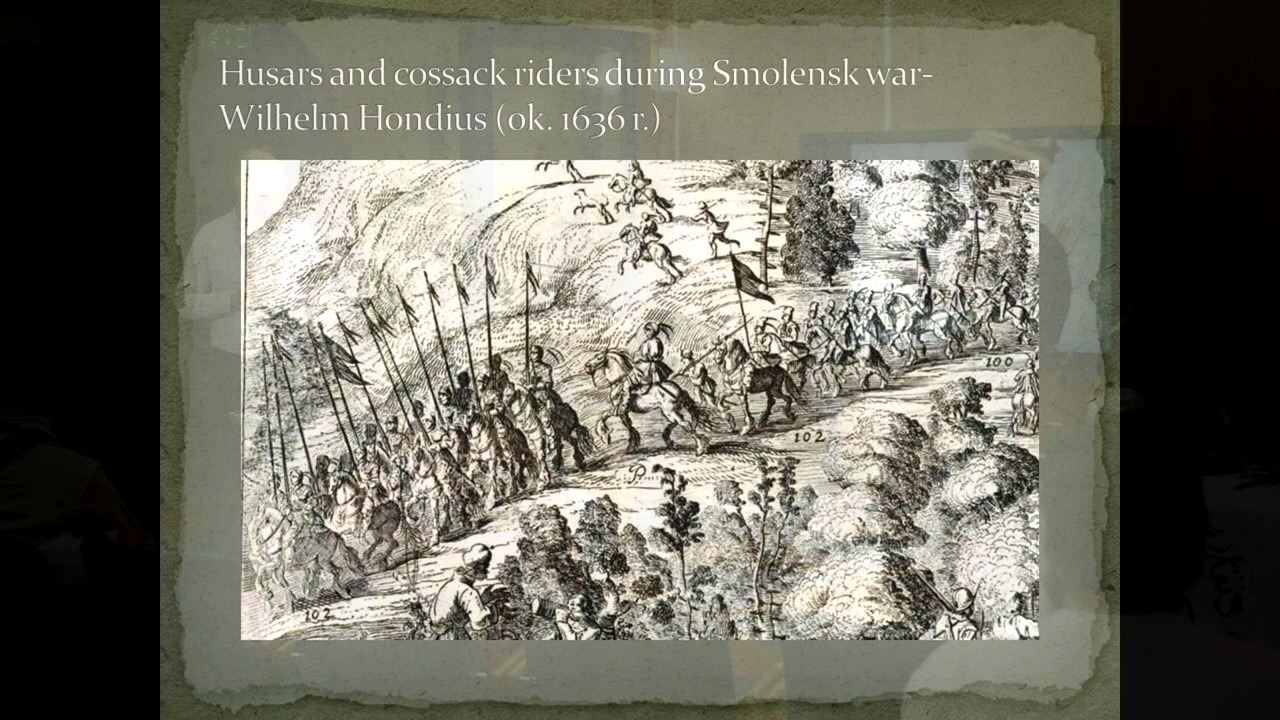 Husars and cossack riders during Smolensk war-
Wilhelm Hondius (ok. 1636 r.)
100
102
102